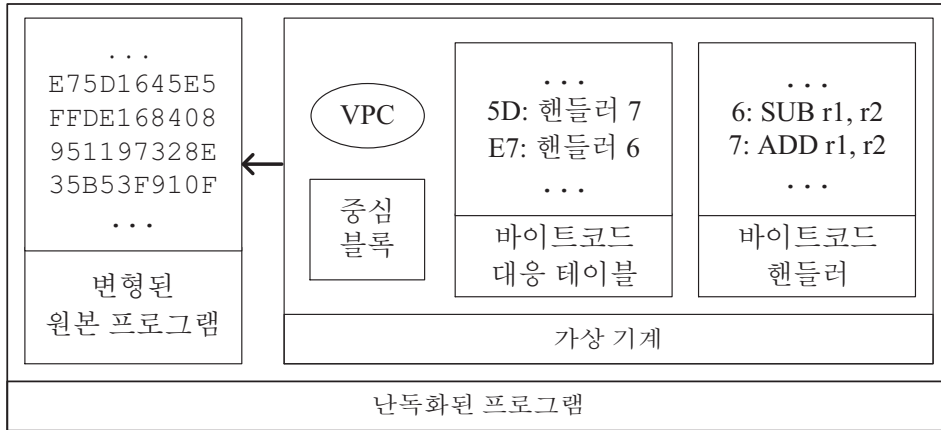 ...
E75D1645E5
FFDE168408
951197328E
35B53F910F
...
변형된
원본 프로그램
VPC
중심
블록
...
5D: 핸들러 7
E7: 핸들러 6
...
바이트코드
대응 테이블
...
6: SUB r1, r2
7: ADD r1, r2
...
바이트코드
핸들러
가상 기계
난독화된 프로그램